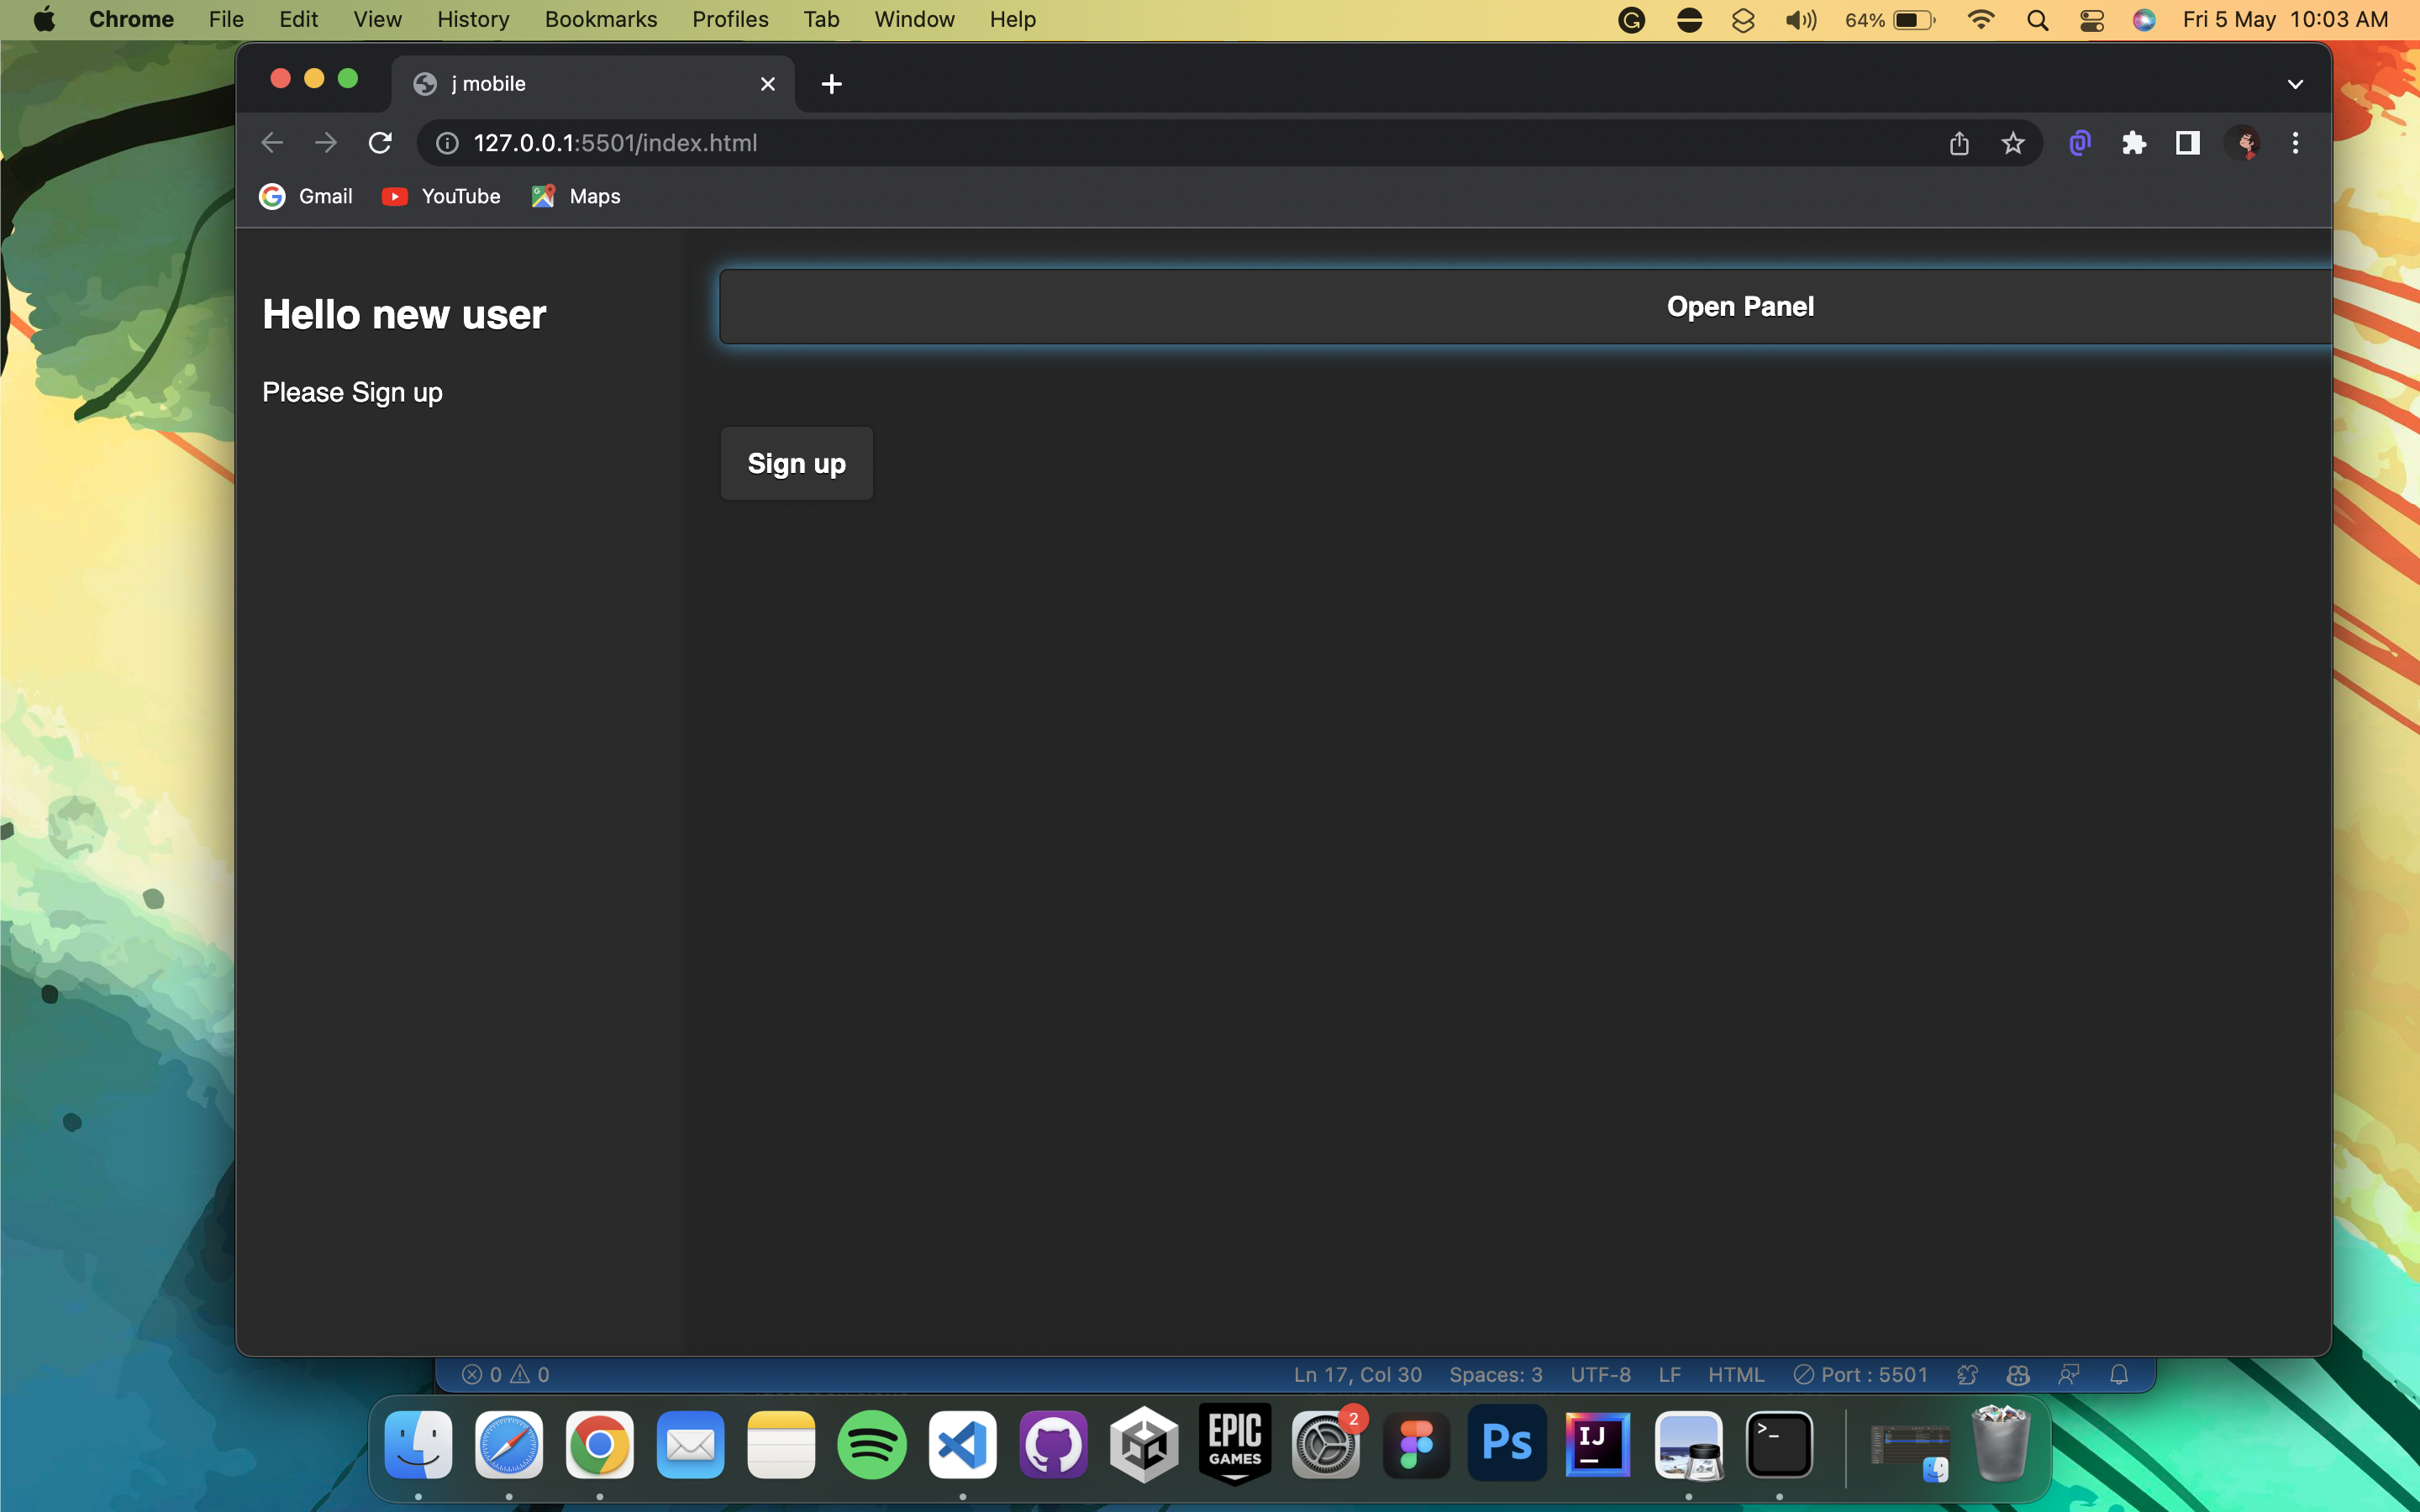 Chrome File Edit View History Bookmarks Profiles Tab Window Help 64% Fri 5 May 10:03 AM
j mobile
127.0.0.1:5501/index.html
Gmail YouTube Maps
Hello new user
Open Panel
Please Sign up
Sign up
0 0 Ln 17, Col 30 Spaces: 3 UTF-8 LF HTML Port : 5501
2
EPIC
GAMES
Ps
IJ
>_